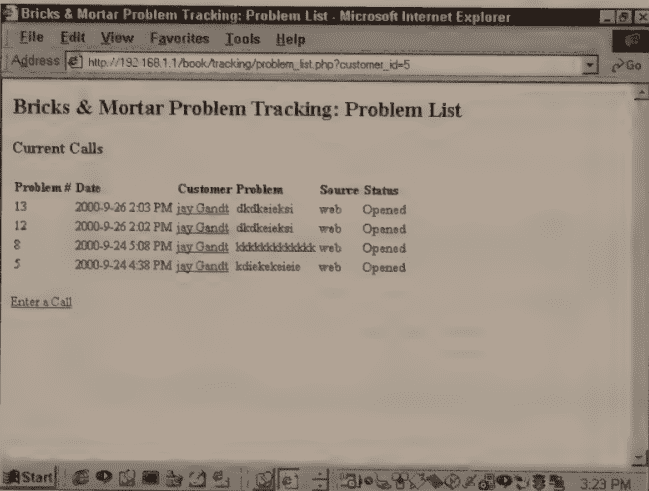 Bricks & Mortar Problem Tracking: Problem List - Microsoft Internet Explorer
File Edit View Favorites Tools Help
Address http://192.168.1.1/book/tracking/problem_list.php?customer_id=5 Go
Bricks & Mortar Problem Tracking: Problem List
Current Calls
Problem # Date Customer Problem Source Status
13 2000-9-26 2:03 PM jay Gandt dkdkeieksi web Opened
12 2000-9-26 2:02 PM jay Gandt dkdkeieksi web Opened
8 2000-9-24 5:08 PM jay Gandt kkkkkkkkkkkkk web Opened
5 2000-9-24 4:38 PM jay Gandt kdiekekeieie web Opened
Enter a Call
Start 3:23 PM